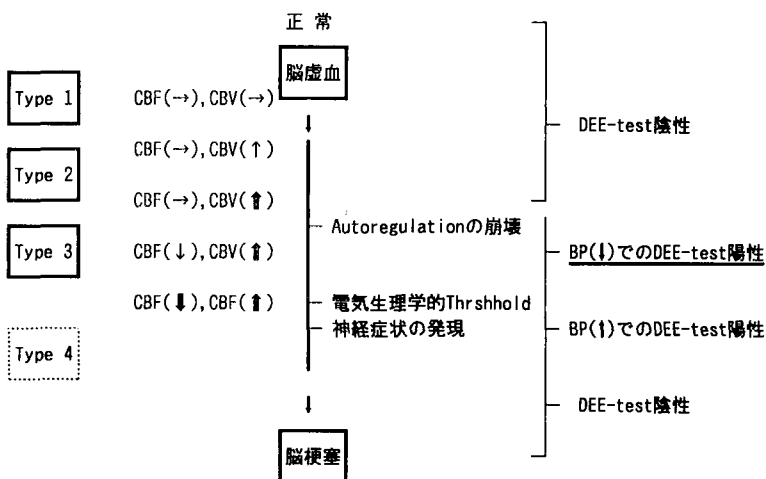 正 常
脳虚血
Type 1
CBF(→),CBV(→)
DEE-test陰性
CBF(→),CBV(↑)
Type 2
CBF(→),CBV(⬆)
Autoregulationの崩壊
Type 3
CBF(↓),CBV(⬆)
BP(↓)でのDEE-test陽性
CBF(⬇),CBF(⬆)
電気生理学的Thrshhold
神経症状の発現
BP(↑)でのDEE-test陽性
Type 4
DEE-test陰性
脳梗塞